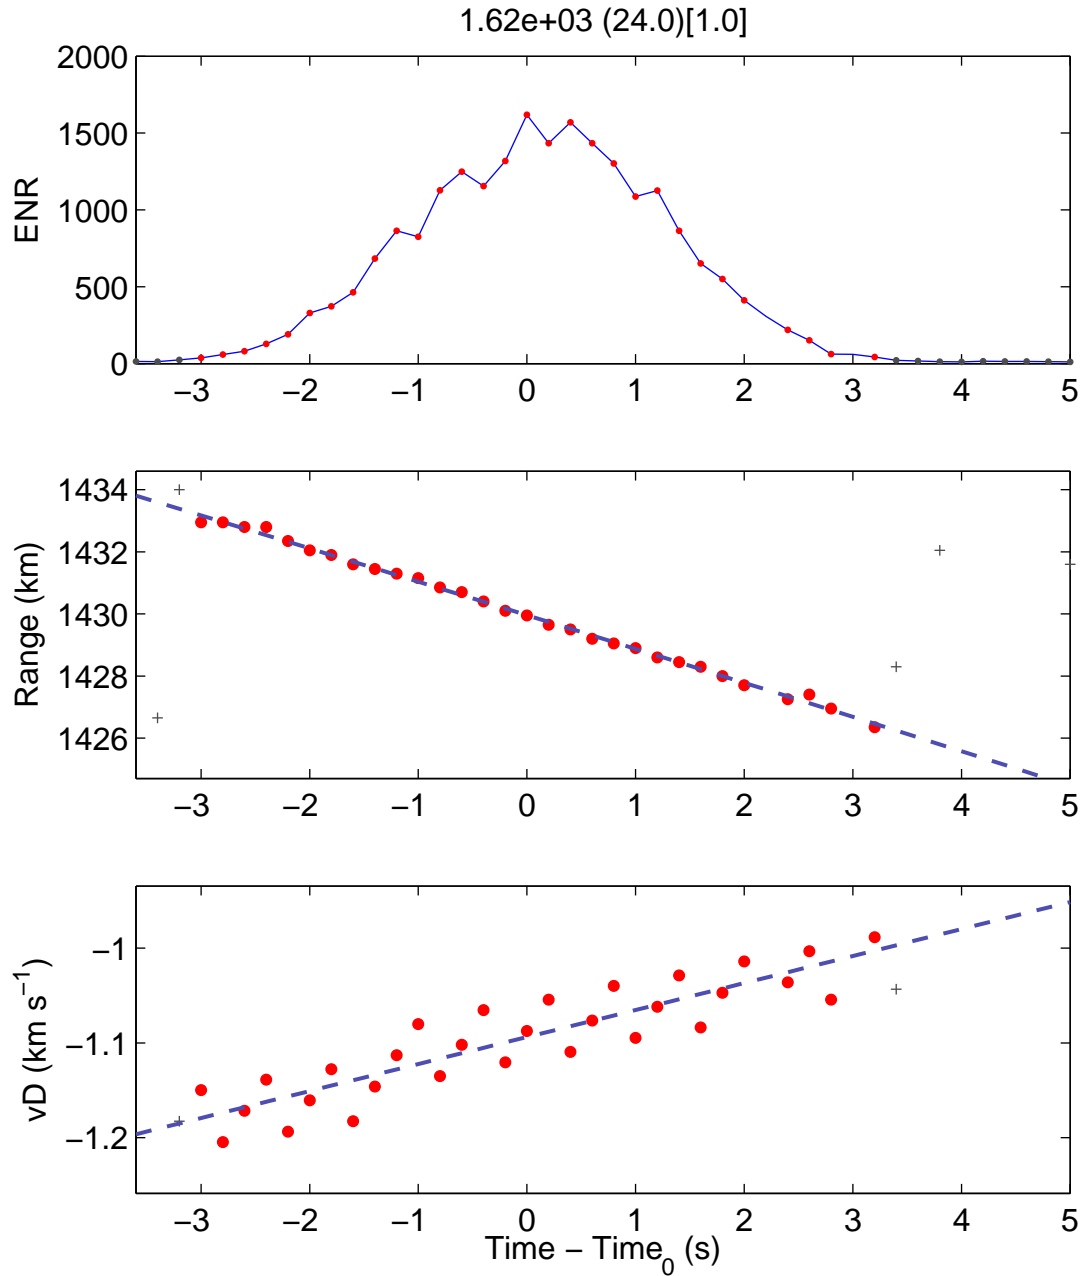 1.62e+03 (24.0)[1.0]
2000
1500
1000
500
0
ENR
−3 −2 −1 0 1 2 3 4 5
1434
1432
1430
1428
1426
Range (km)
−3 −2 −1 0 1 2 3 4 5
−1
−1.1
−1.2
vD (km s⁻¹)
−3 −2 −1 0 1 2 3 4 5
Time − Time₀ (s)